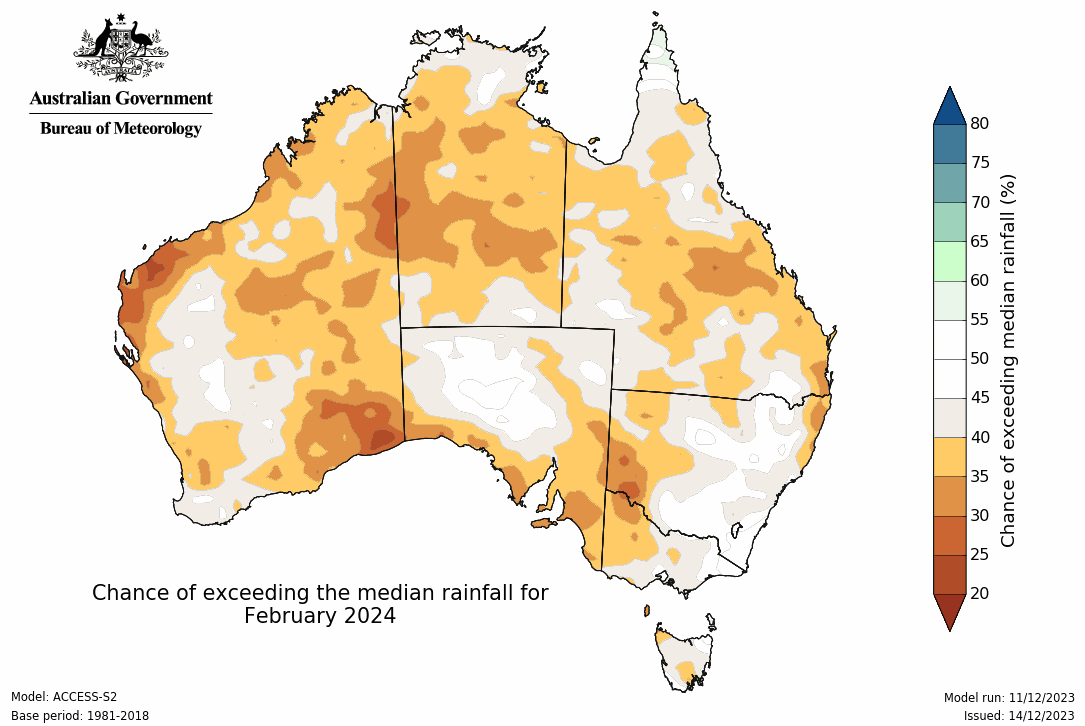 Australian Government
Bureau of Meteorology
80
75
70
65
60
55
50
45
40
35
30
25
20
Chance of exceeding median rainfall (%)
Chance of exceeding the median rainfall for
February 2024
Model: ACCESS-S2
Base period: 1981-2018
Model run: 11/12/2023
Issued: 14/12/2023